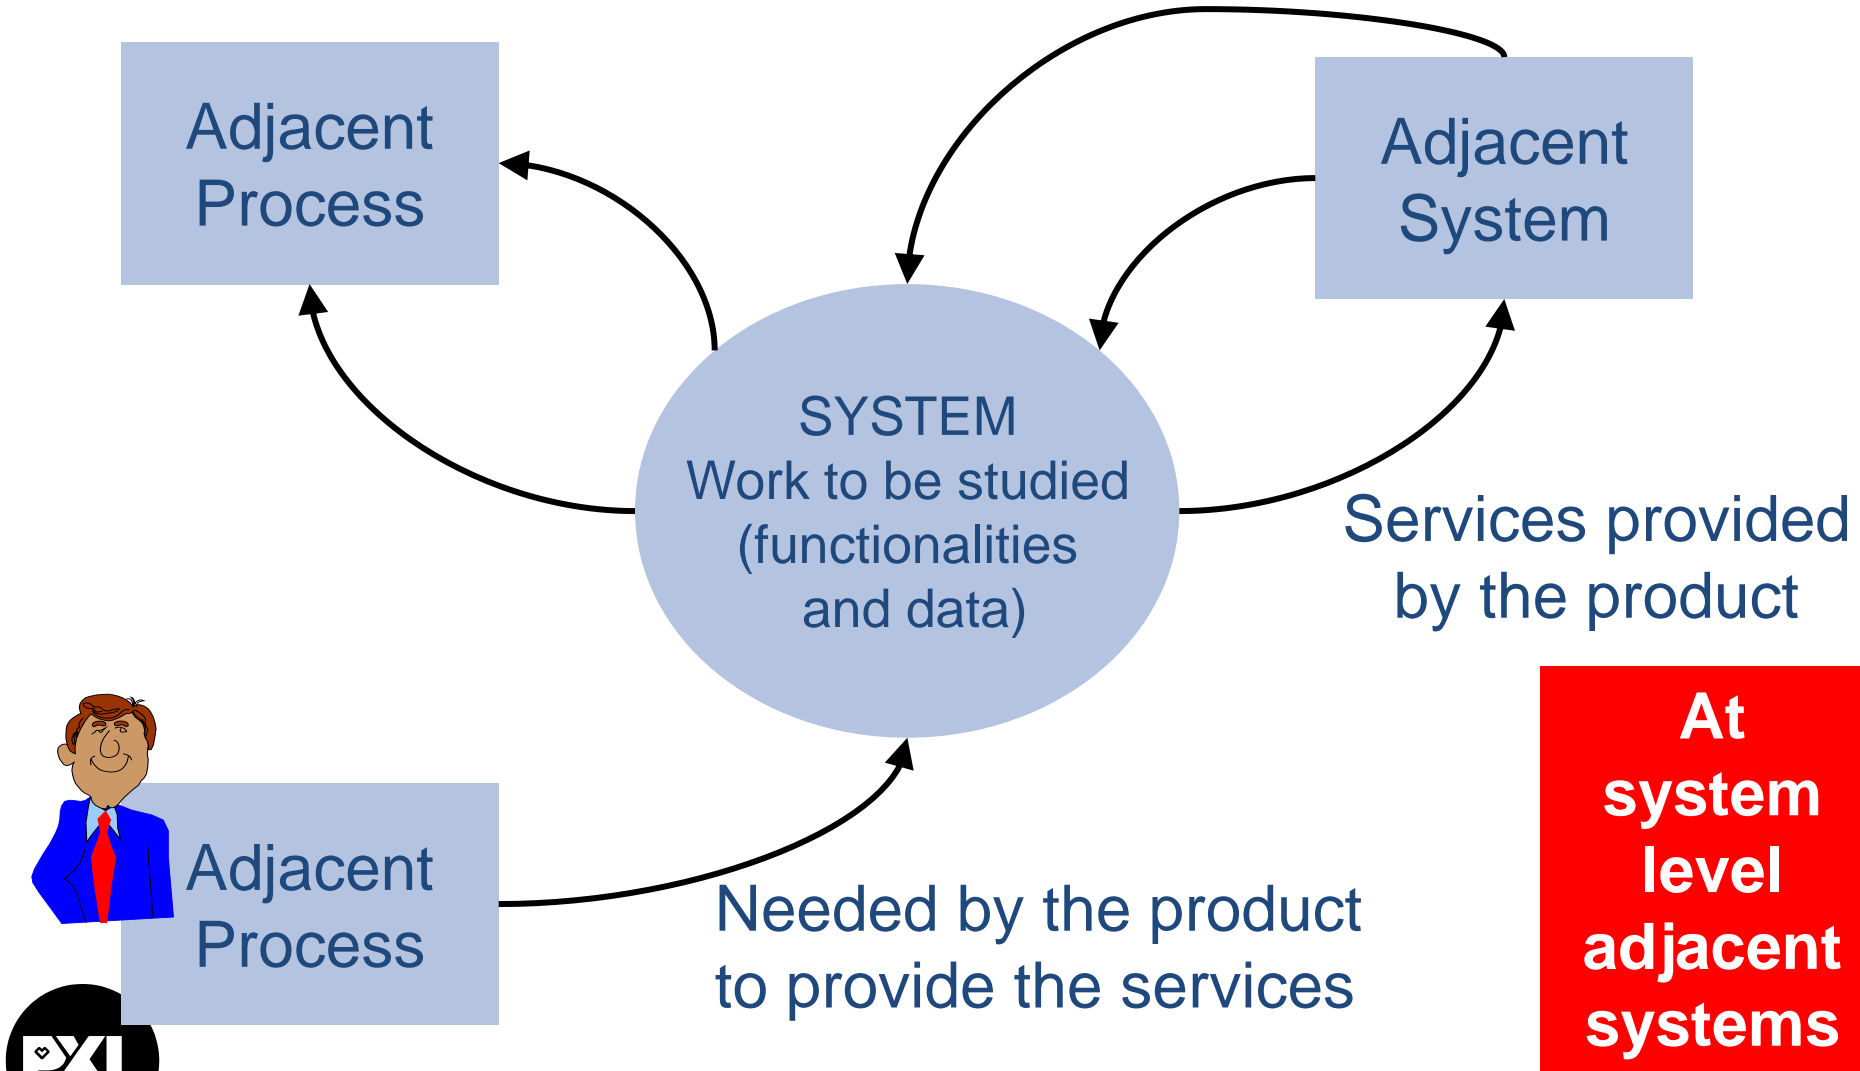 Adjacent
Process
Adjacent
System
SYSTEM
Work to be studied
(functionalities
and data)
Services provided
by the product
Adjacent
Process
Needed by the product
to provide the services
At
system
level
adjacent
systems
PXL